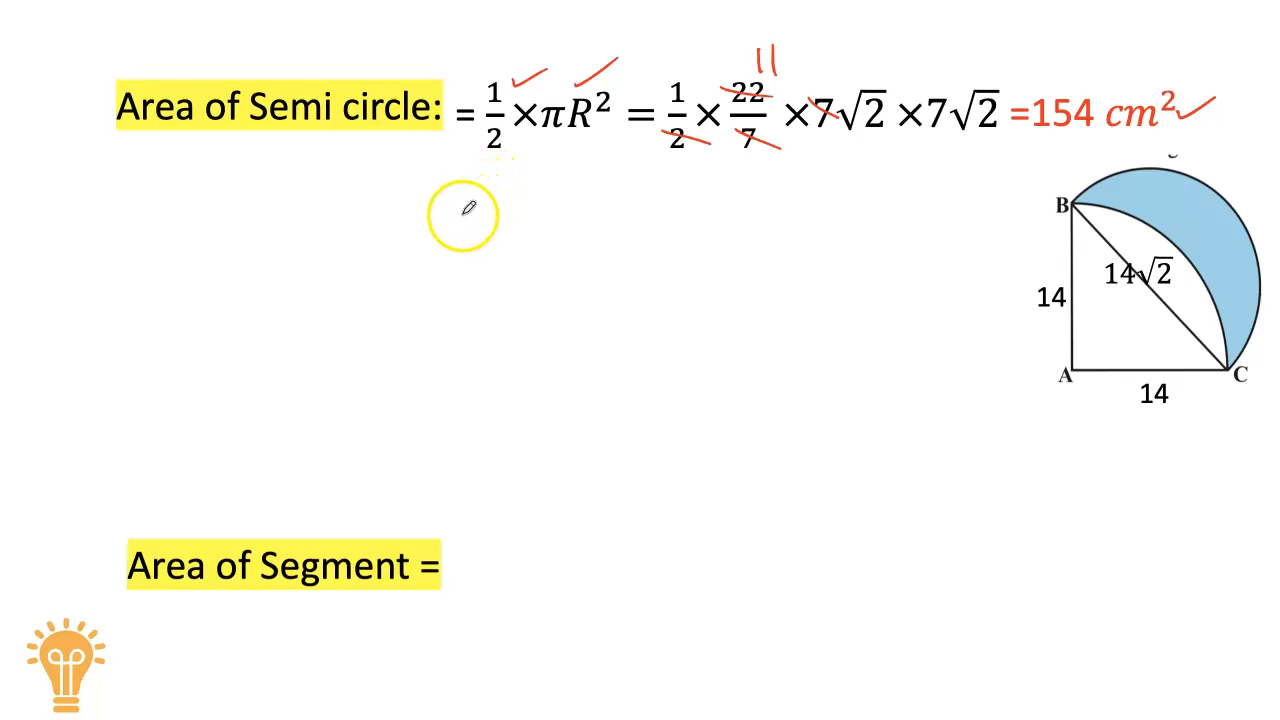 Area of Semi circle: = 1/2 × πR² = 1/2 × 22/7 × 7√2 × 7√2 =154 cm²
11
B
14√2
14
A
C
14
Area of Segment =